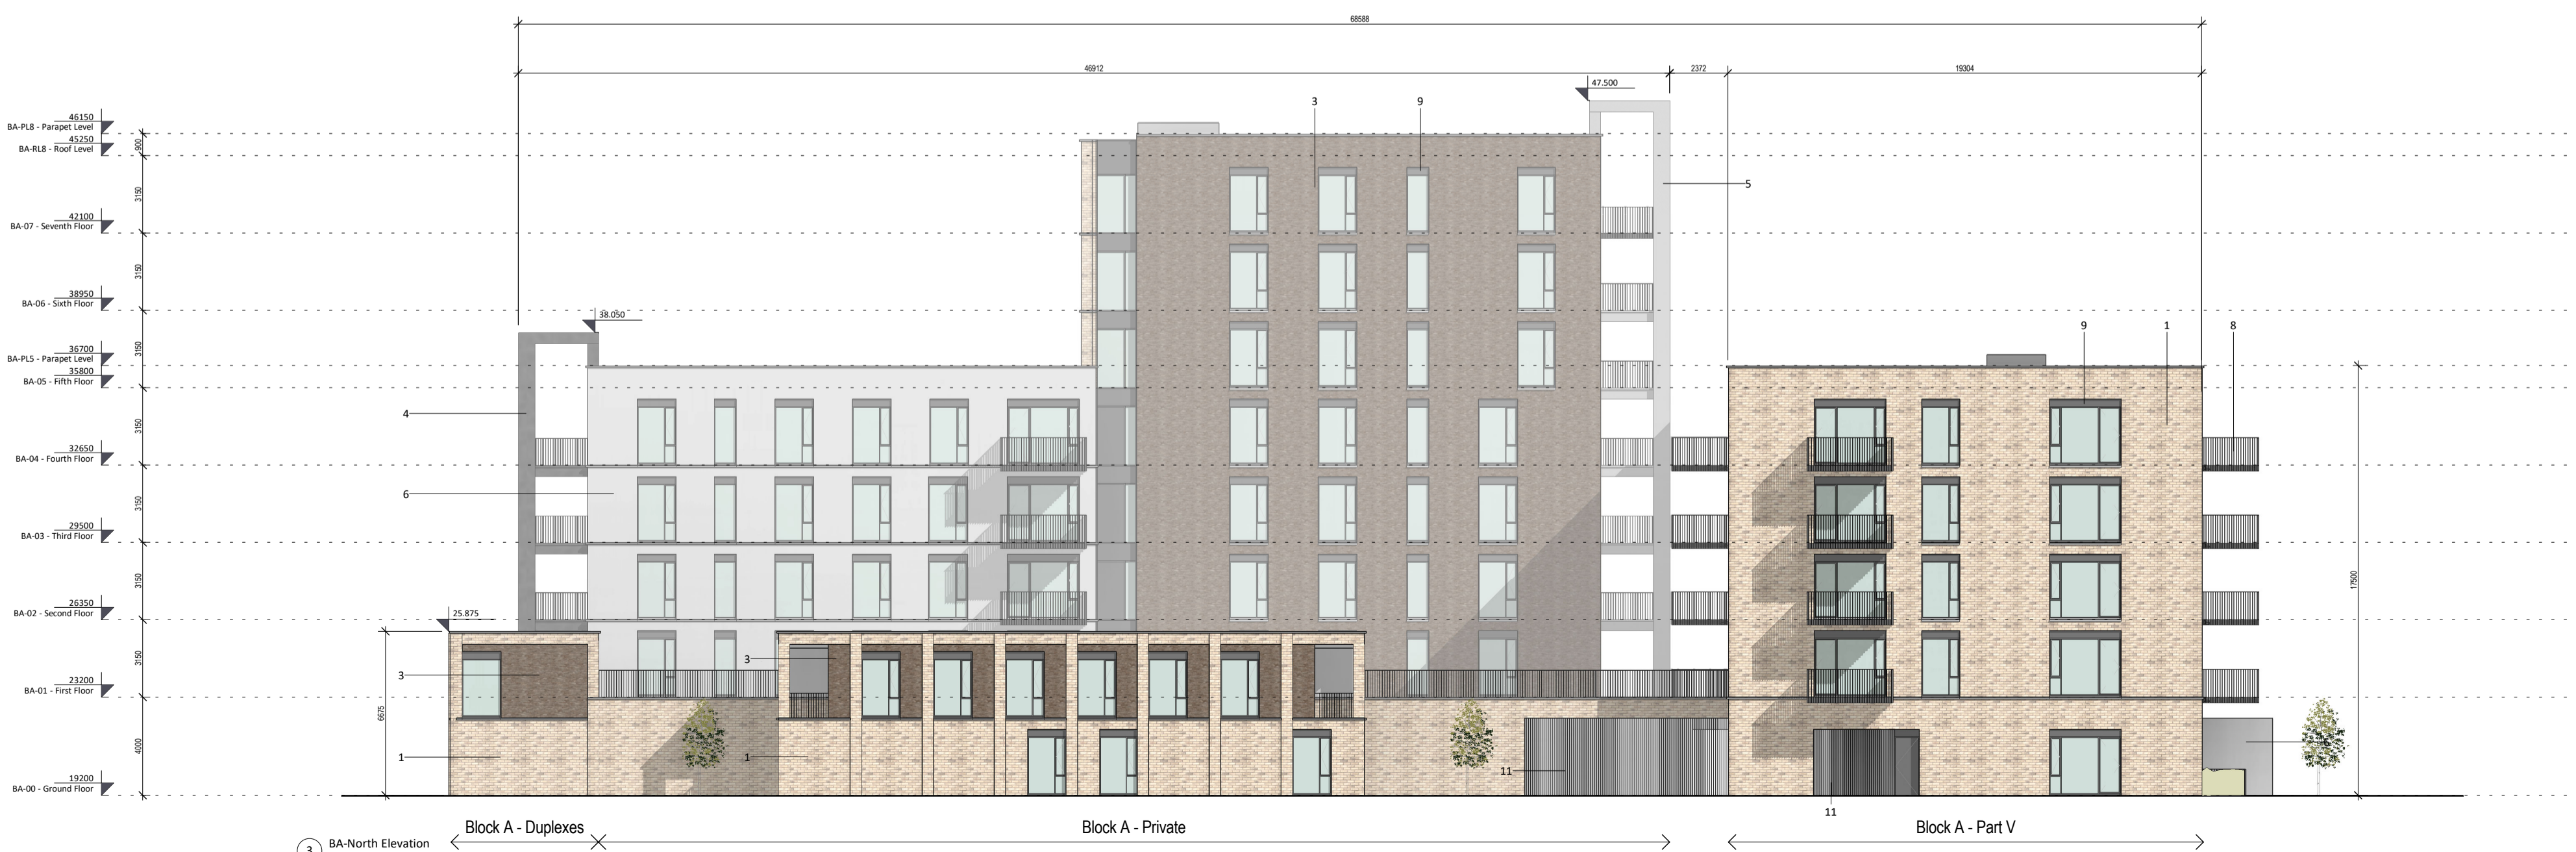 68588
46912
2372
19304
47.500
3
9
46150
BA-PL8 - Parapet Level
45250
BA-RL8 - Roof Level
900
5
3150
42100
BA-07 - Seventh Floor
3150
38950
BA-06 - Sixth Floor
38.050
9
1
8
3150
36700
BA-PL5 - Parapet Level
35800
BA-05 - Fifth Floor
4
3150
32650
BA-04 - Fourth Floor
6
3150
29500
BA-03 - Third Floor
3150
17500
26350
BA-02 - Second Floor
25.875
3150
3
3
23200
BA-01 - First Floor
6675
4000
1
1
11
19200
BA-00 - Ground Floor
11
Block A - Duplexes
Block A - Private
Block A - Part V
3
BA-North Elevation